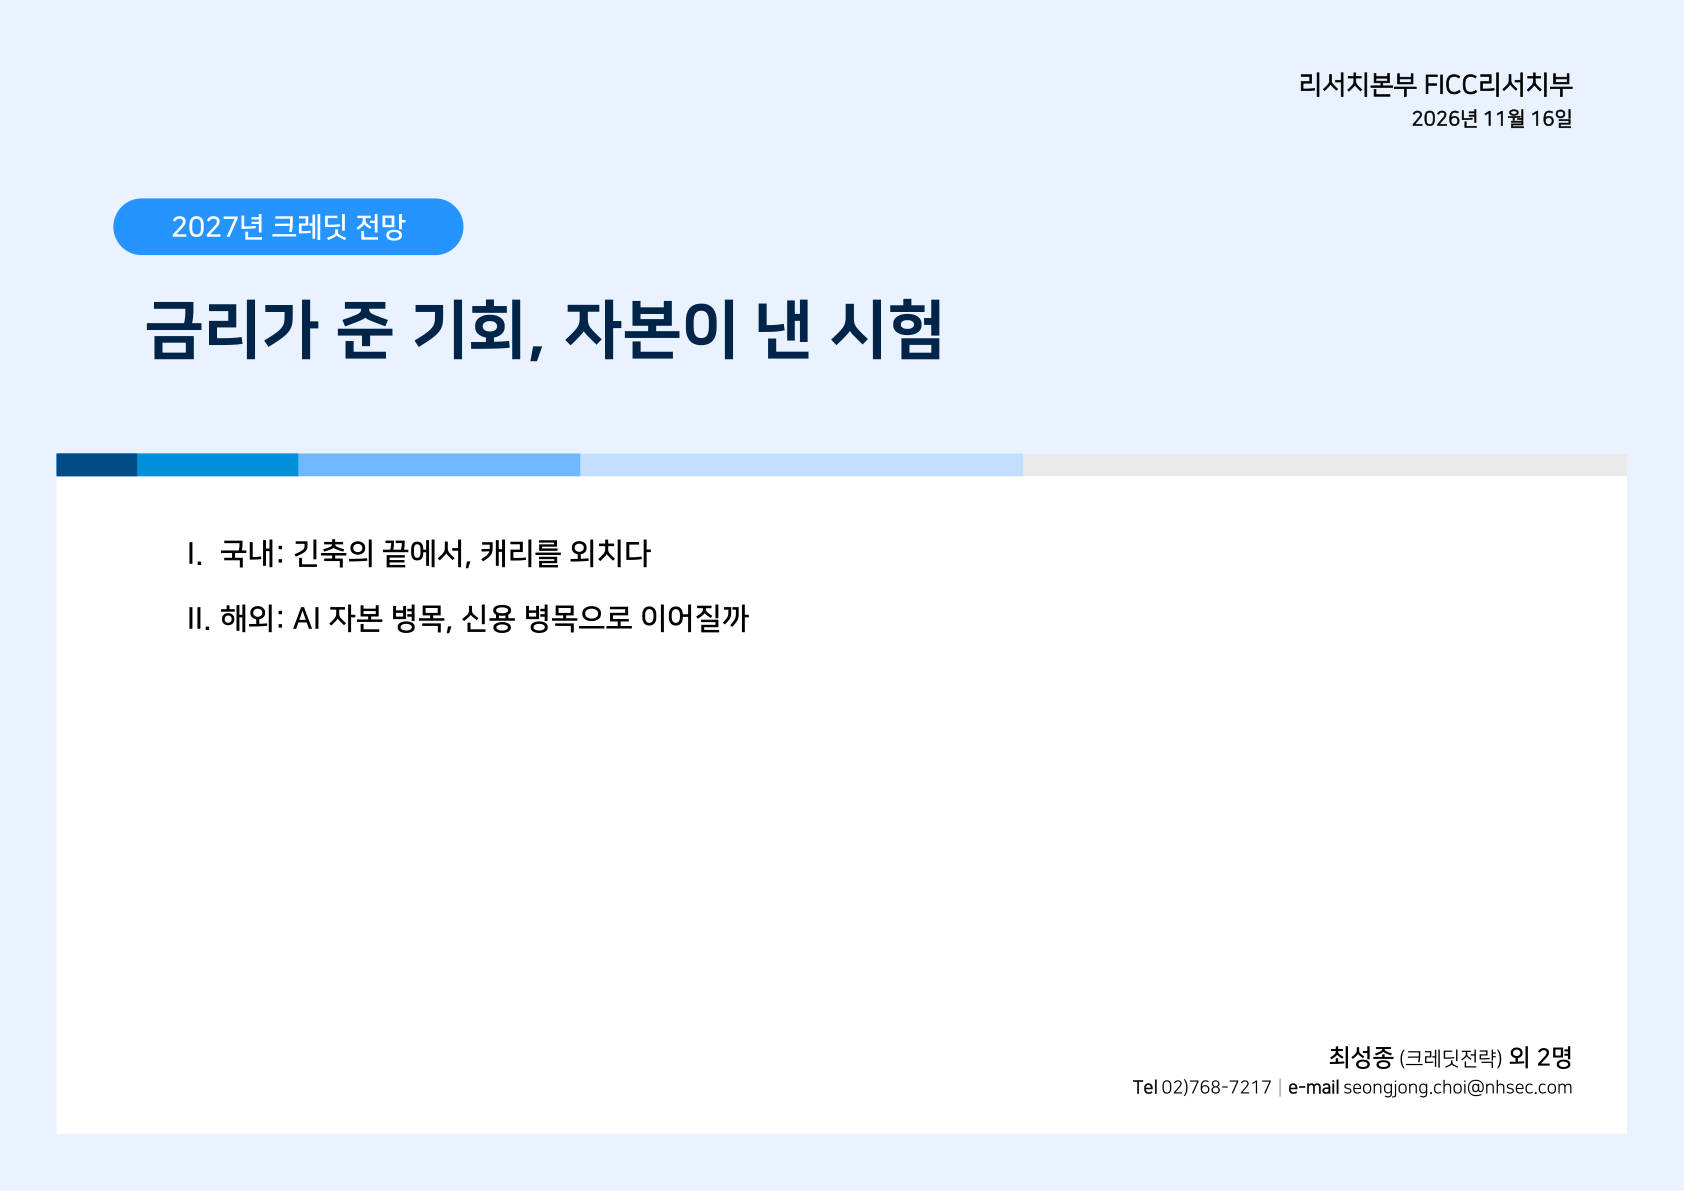 리서치본부 FICC리서치부
2026년 11월 16일
2027년 크레딧 전망
금리가 준 기회, 자본이 낸 시험
I. 국내: 긴축의 끝에서, 캐리를 외치다
II. 해외: AI 자본 병목, 신용 병목으로 이어질까
최성종 (크레딧전략) 외 2명
Tel 02)768-7217 | e-mail seongjong.choi@nhsec.com